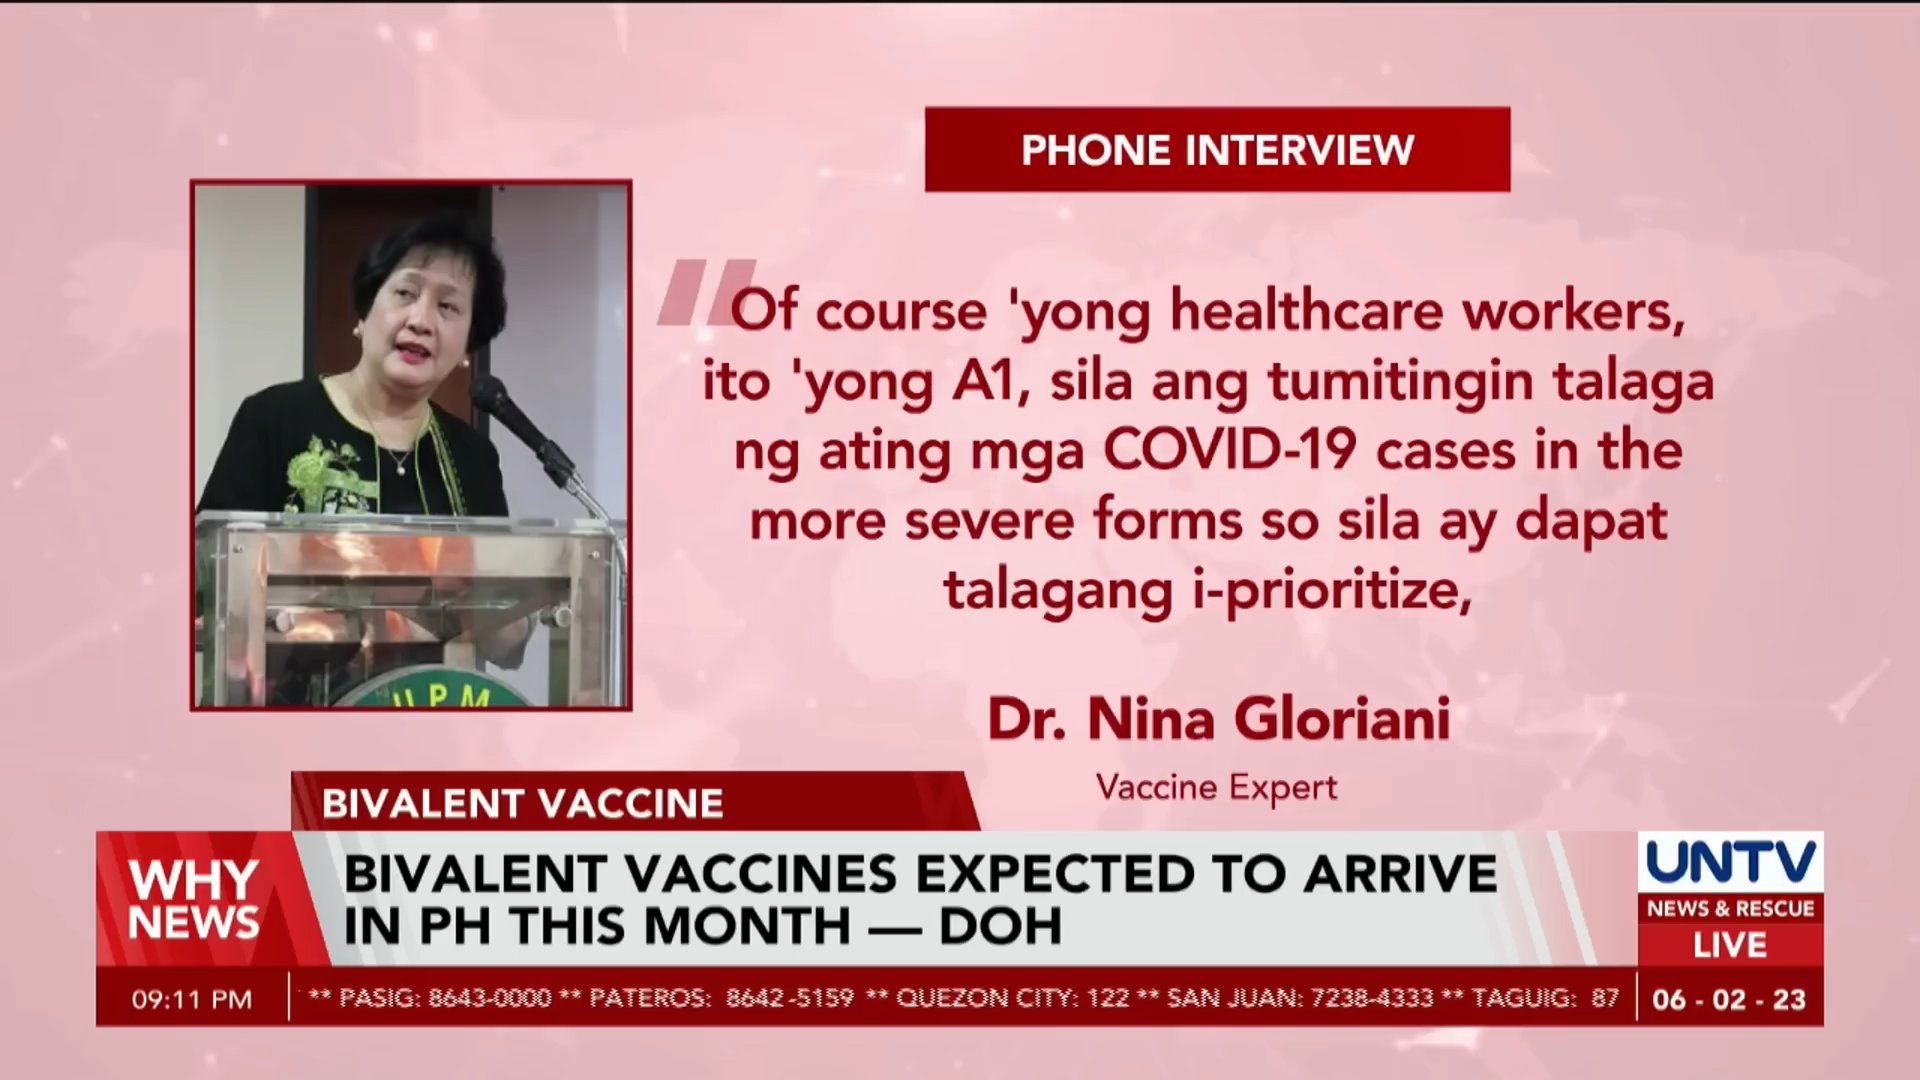 PHONE INTERVIEW
Of course 'yong healthcare workers,
ito 'yong A1, sila ang tumitingin talaga
ng ating mga COVID-19 cases in the
more severe forms so sila ay dapat
talagang i-prioritize,
Dr. Nina Gloriani
Vaccine Expert
U P M
BIVALENT VACCINE
WHY
NEWS
BIVALENT VACCINES EXPECTED TO ARRIVE
IN PH THIS MONTH — DOH
UNTV
NEWS & RESCUE
LIVE
09:11 PM
** PASIG: 8643-0000 ** PATEROS: 8642-5159 ** QUEZON CITY: 122 ** SAN JUAN: 7238-4333 ** TAGUIG: 87
06 - 02 - 23